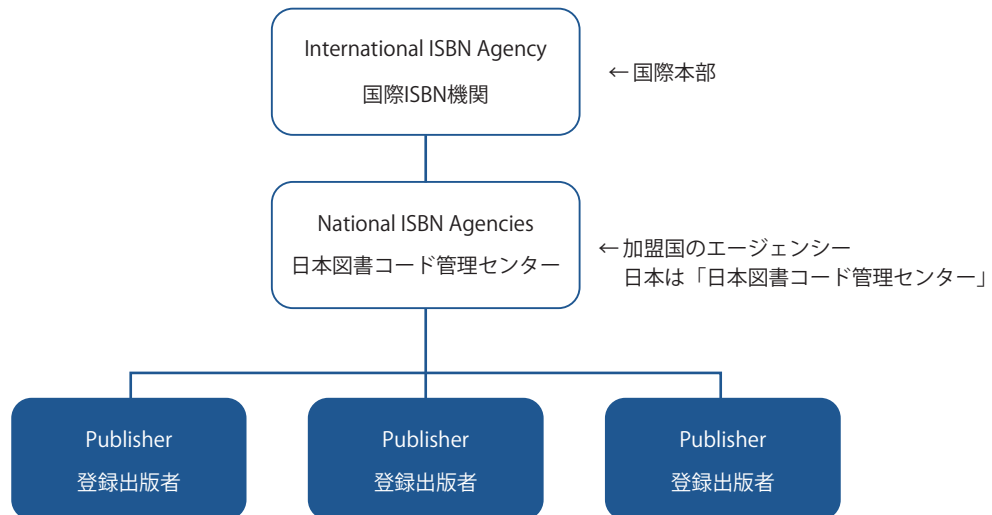 International ISBN Agency
国際ISBN機関
←国際本部
National ISBN Agencies
日本図書コード管理センター
←加盟国のエージェンシー
日本は「日本図書コード管理センター」
Publisher
登録出版者
Publisher
登録出版者
Publisher
登録出版者